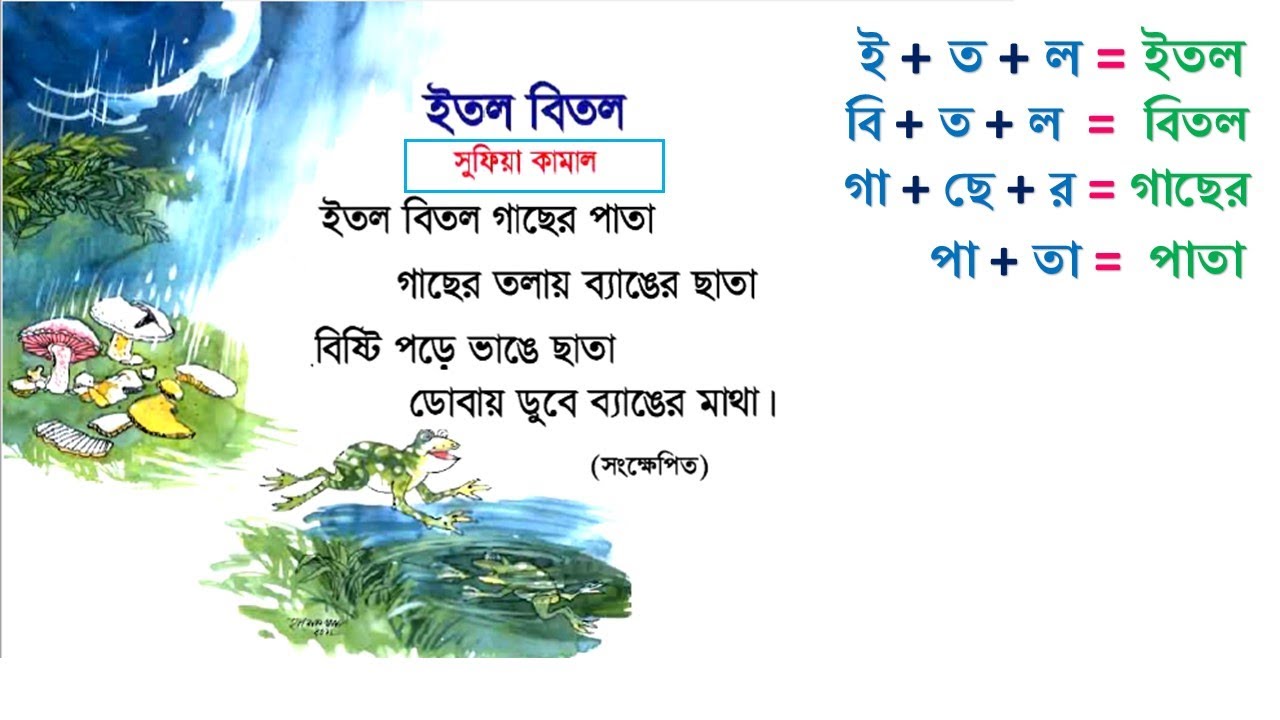 ইতল বিতল
সুফিয়া কামাল
ইতল বিতল গাছের পাতা
গাছের তলায় ব্যাঙের ছাতা
বিষ্টি পড়ে ভাঙে ছাতা
ডোবায় ডুবে ব্যাঙের মাথা।
(সংক্ষেপিত)
ই + ত + ল = ইতল
বি + ত + ল = বিতল
গা + ছে + র = গাছের
পা + তা = পাতা